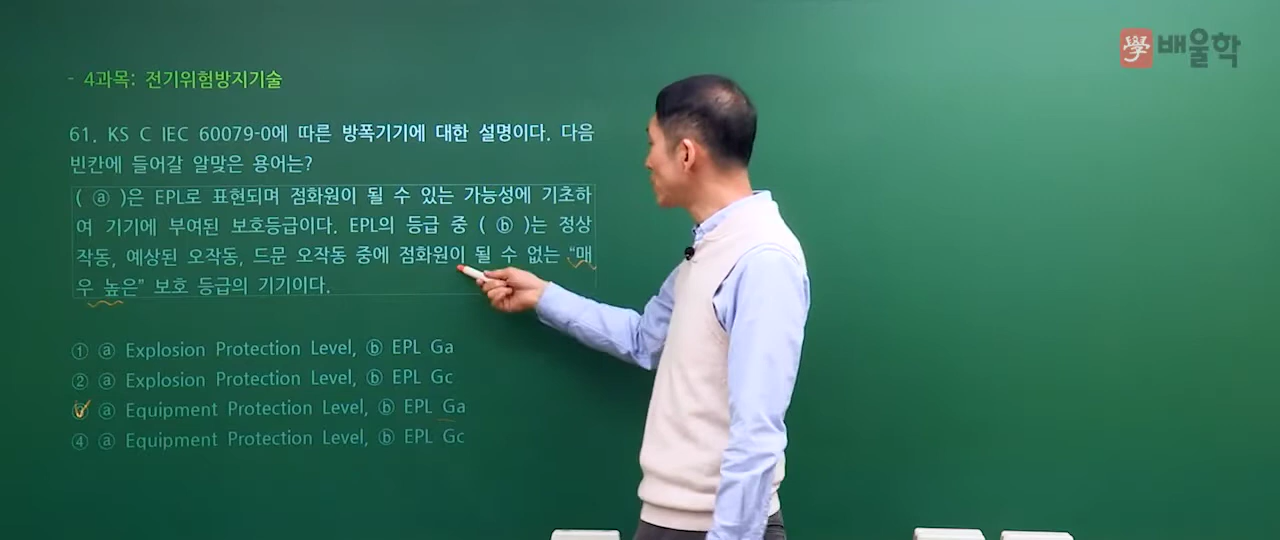 學 배울학
- 4과목: 전기위험방지기술
61. KS C IEC 60079-0에 따른 방폭기기에 대한 설명이다. 다음
빈칸에 들어갈 알맞은 용어는?
( ⓐ )은 EPL로 표현되며 점화원이 될 수 있는 가능성에 기초하
여 기기에 부여된 보호등급이다. EPL의 등급 중 ( ⓑ )는 정상
작동, 예상된 오작동, 드문 오작동 중에 점화원이 될 수 없는 "매
우 높은" 보호 등급의 기기이다.
① ⓐ Explosion Protection Level, ⓑ EPL Ga
② ⓐ Explosion Protection Level, ⓑ EPL Gc
③ ⓐ Equipment Protection Level, ⓑ EPL Ga
④ ⓐ Equipment Protection Level, ⓑ EPL Gc